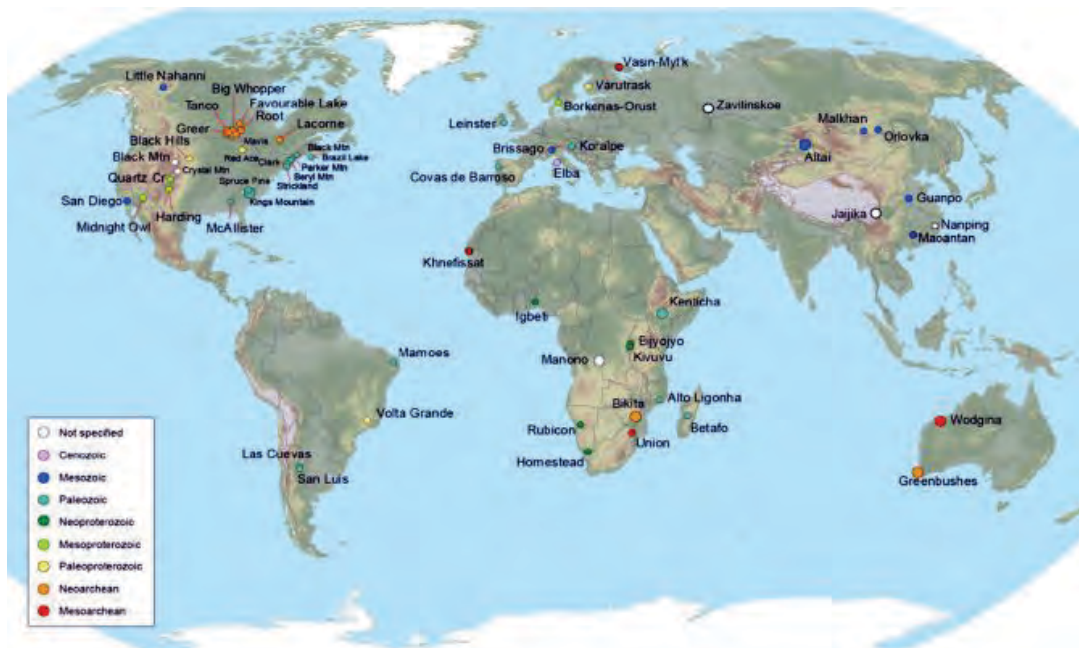 Vasin-Myl'k
Little Nahanni
Big Whopper
Varutrask
Tanco
Favourable Lake
Root
Borkenas-Orust
Zavilinskoe
Greer
Lacorne
Leinster
Malkhan
Orlovka
Black Hills
Mavis
Black Mtn
Brissago
Koralpe
Black Mtn
Red Ace
Clark
Brazil Lake
Altai
Crystal Mtn
Parker Mtn
Elba
Quartz Cr
Beryl Mtn
Covas de Barroso
Spruce Pine
Strickland
San Diego
Kings Mountain
Guanpo
Jaijika
Harding
Nanping
Midnight Owl
McAllister
Maoantan
Khnefissat
Kenticha
Igbeti
Bijyojyo
Mamoes
Manono
Kivuvu
Alto Ligonha
Bikita
Volta Grande
Wodgina
Rubicon
Betafo
Union
Las Cuevas
Homestead
San Luis
Greenbushes
Not specified
Cenozoic
Mesozoic
Paleozoic
Neoproterozoic
Mesoproterozoic
Paleoproterozoic
Neoarchean
Mesoarchean